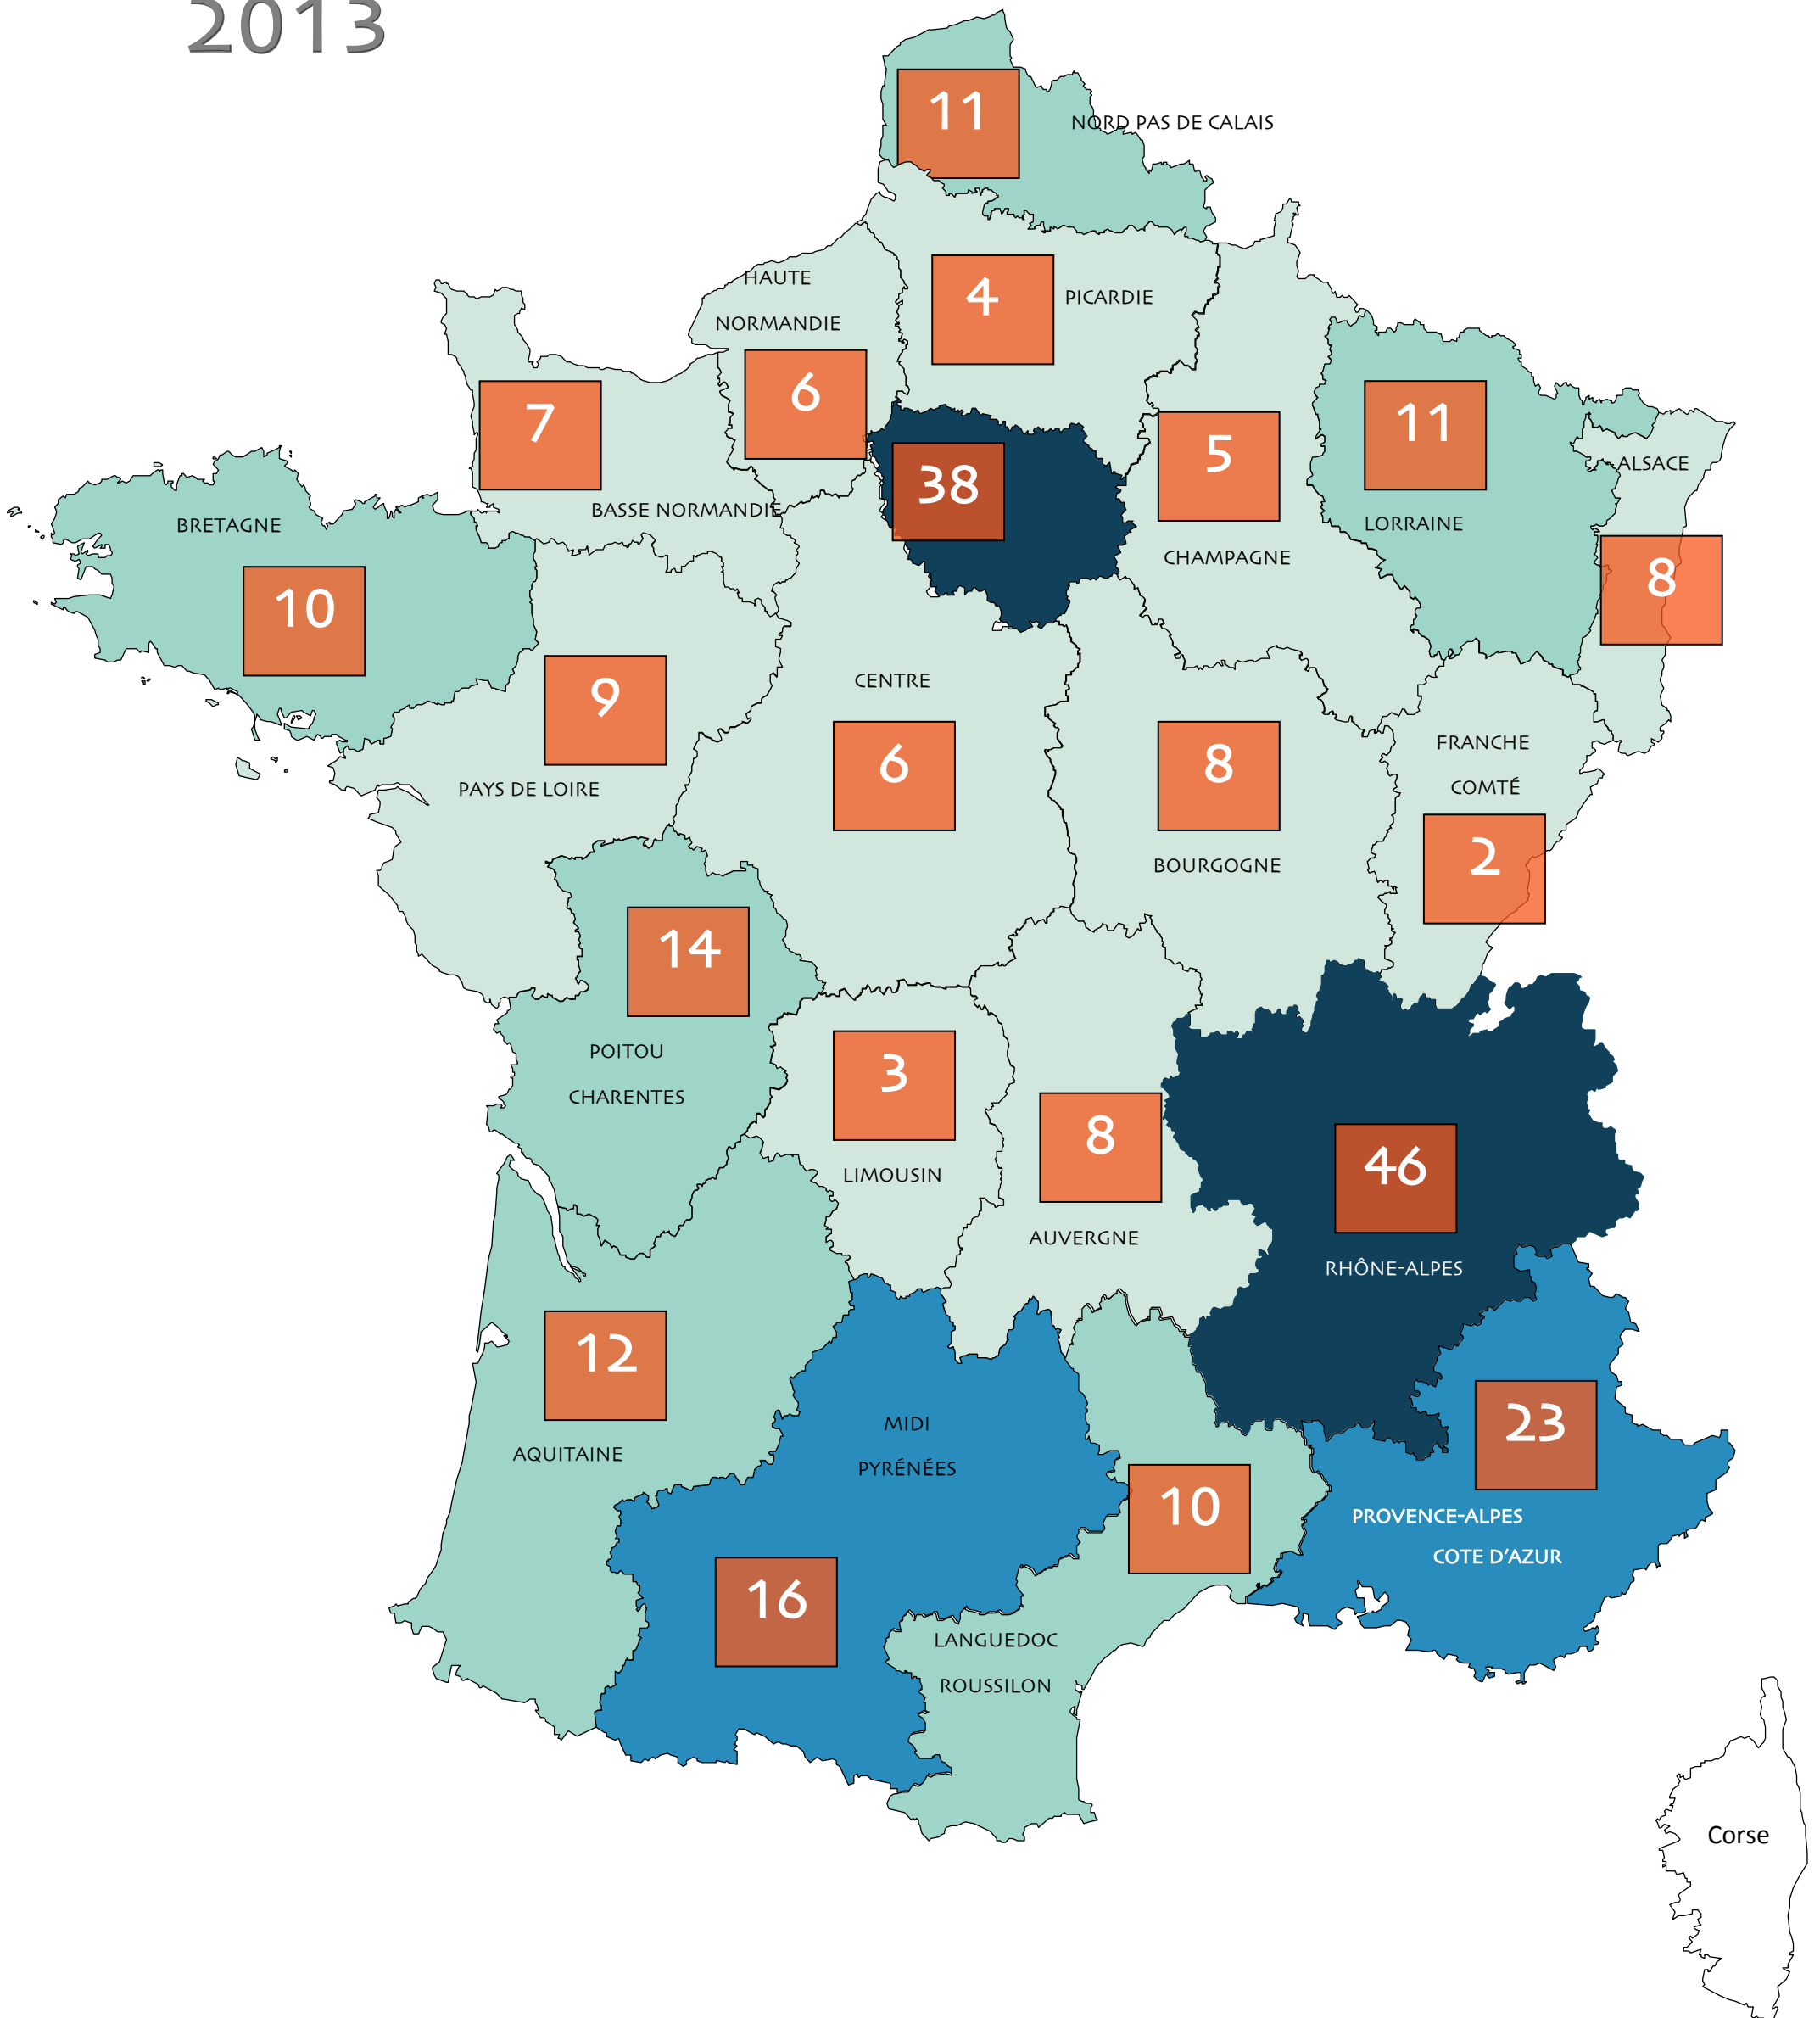 2013
11
NORD PAS DE CALAIS
HAUTE
NORMANDIE
4
PICARDIE
6
7
5
11
ALSACE
38
BASSE NORMANDIE
BRETAGNE
LORRAINE
CHAMPAGNE
8
10
9
CENTRE
PAYS DE LOIRE
6
8
FRANCHE
COMTÉ
2
BOURGOGNE
14
POITOU
CHARENTES
3
LIMOUSIN
8
AUVERGNE
46
RHÔNE-ALPES
12
AQUITAINE
MIDI
PYRÉNÉES
23
PROVENCE-ALPES
COTE D'AZUR
10
16
LANGUEDOC
ROUSSILON
Corse